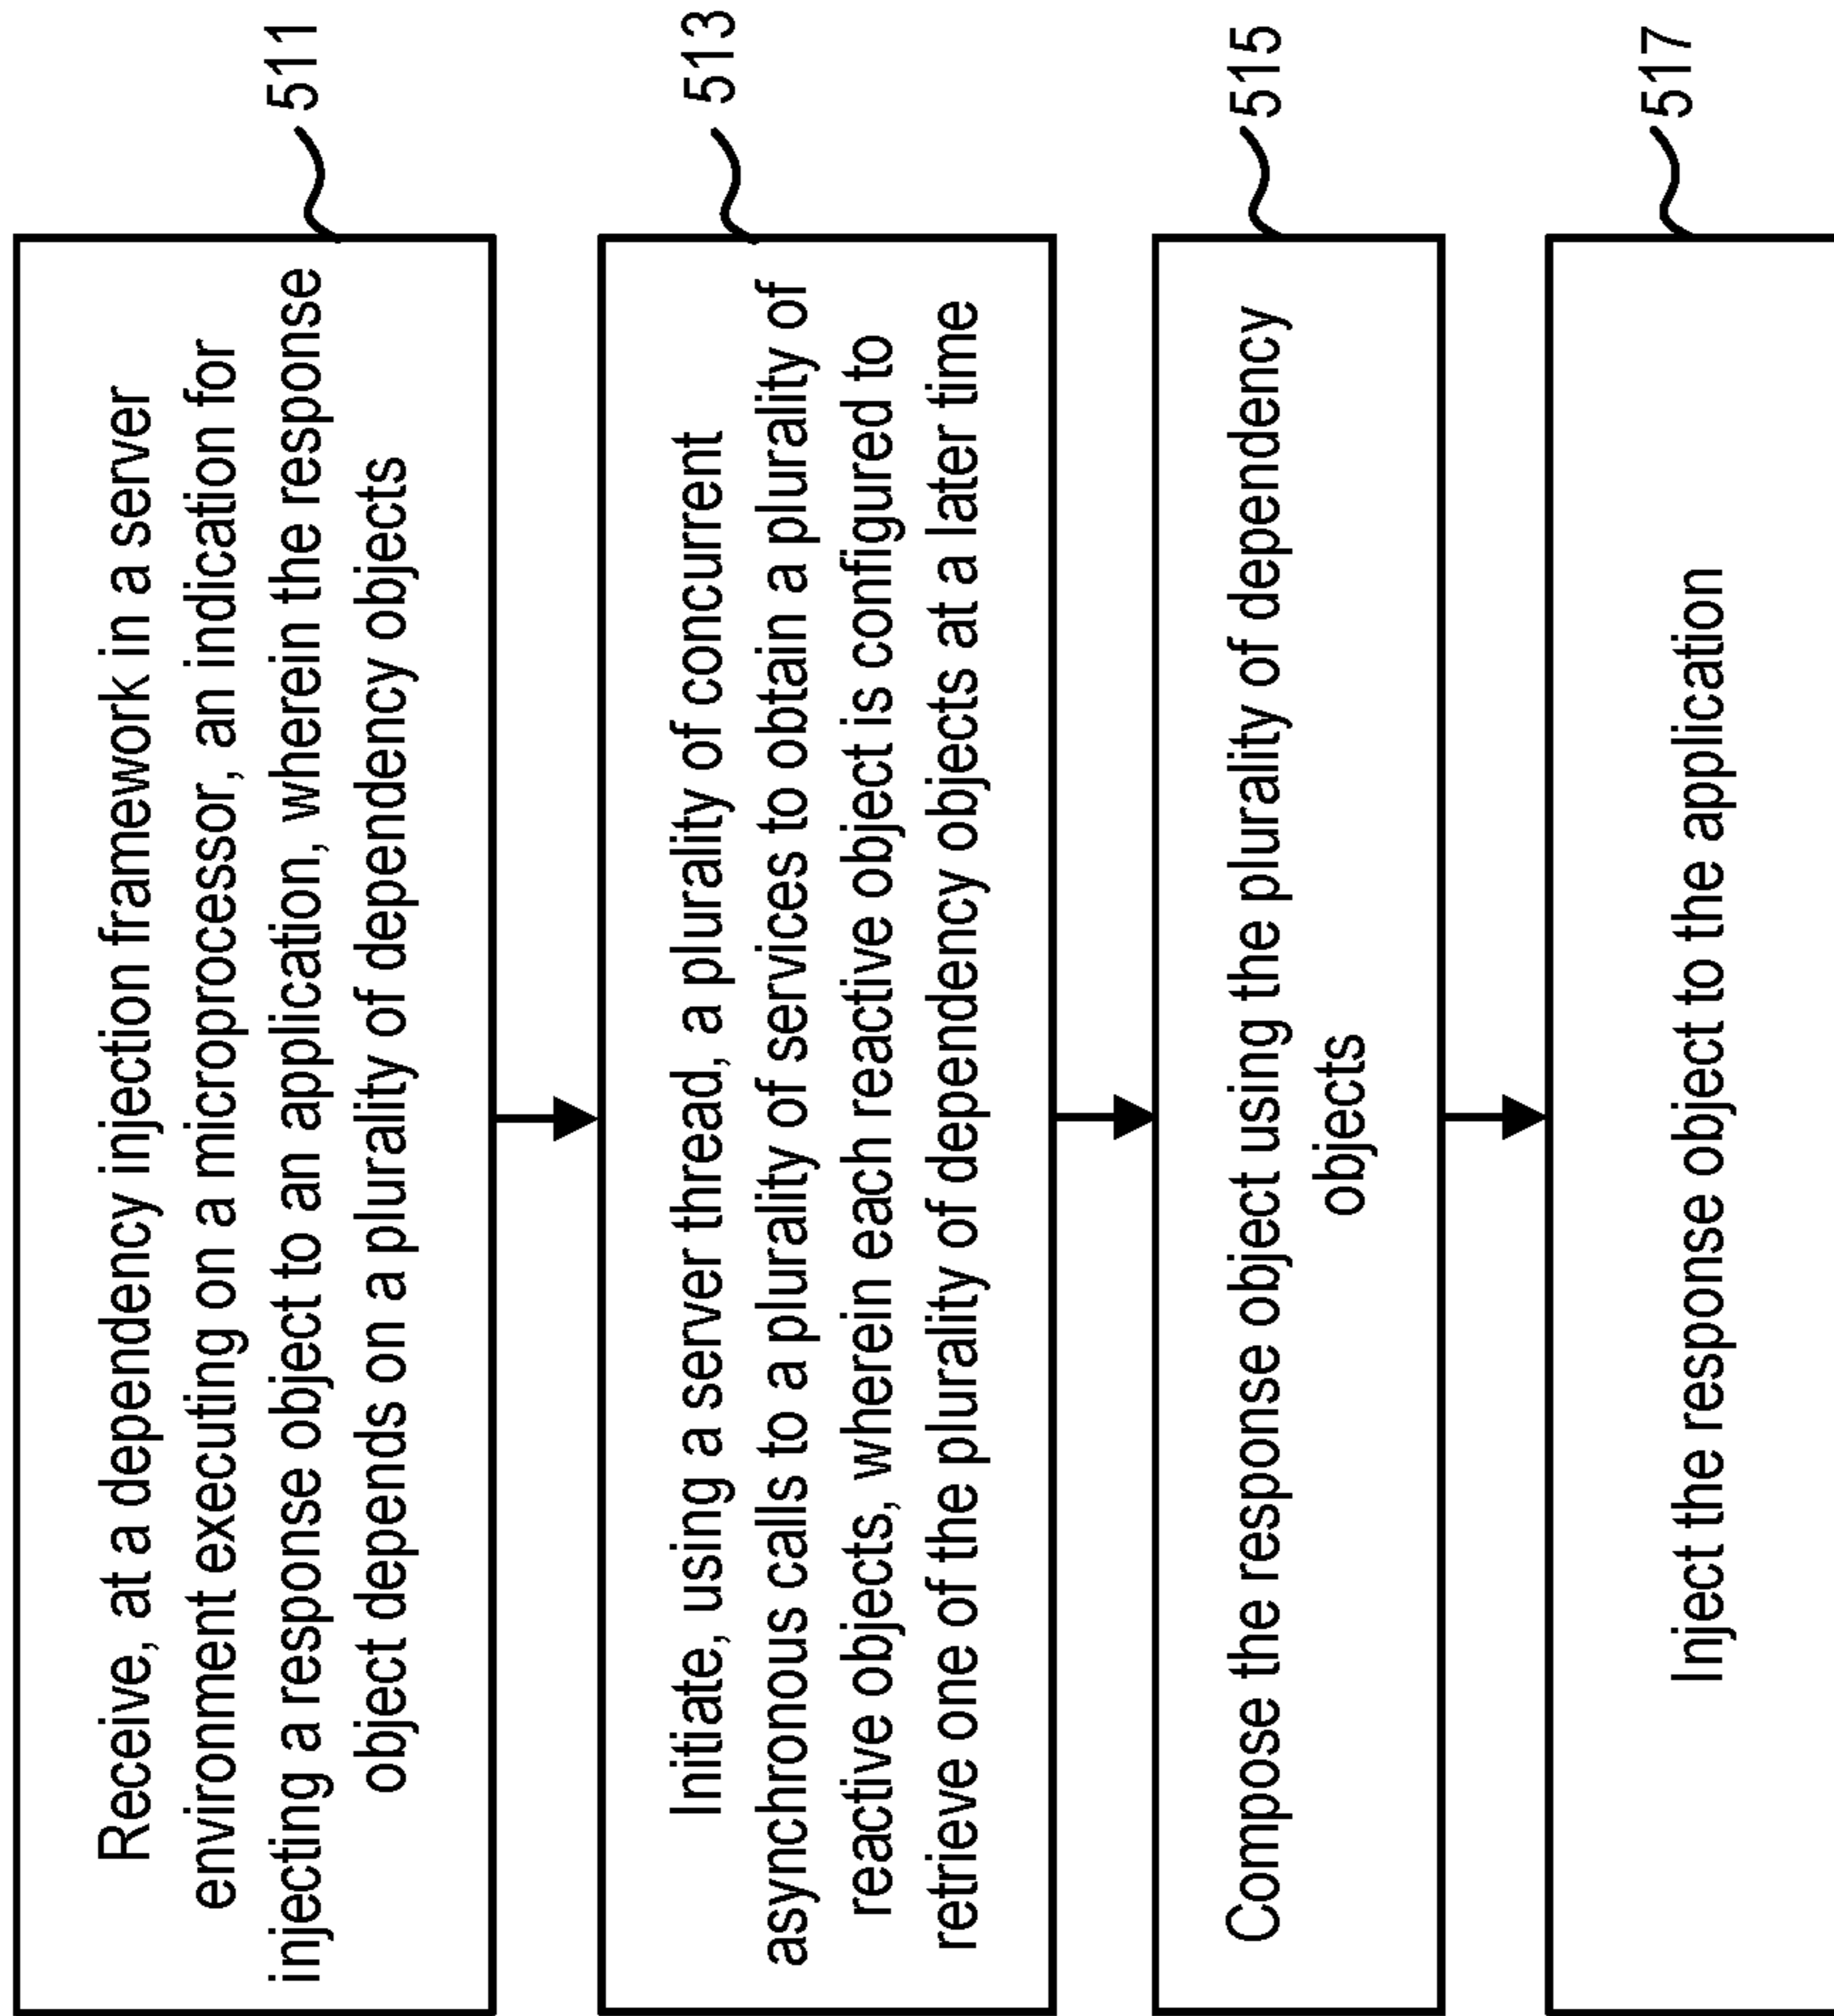 Receive, at a dependency injection framework in a server
environment executing on a microprocessor, an indication for
injecting a response object to an application, wherein the response
object depends on a plurality of dependency objects
511
Initiate, using a server thread, a plurality of concurrent
asynchronous calls to a plurality of services to obtain a plurality of
reactive objects, wherein each reactive object is configured to
retrieve one of the plurality of dependency objects at a later time
513
Compose the response object using the plurality of dependency
objects
515
Inject the response object to the application
517